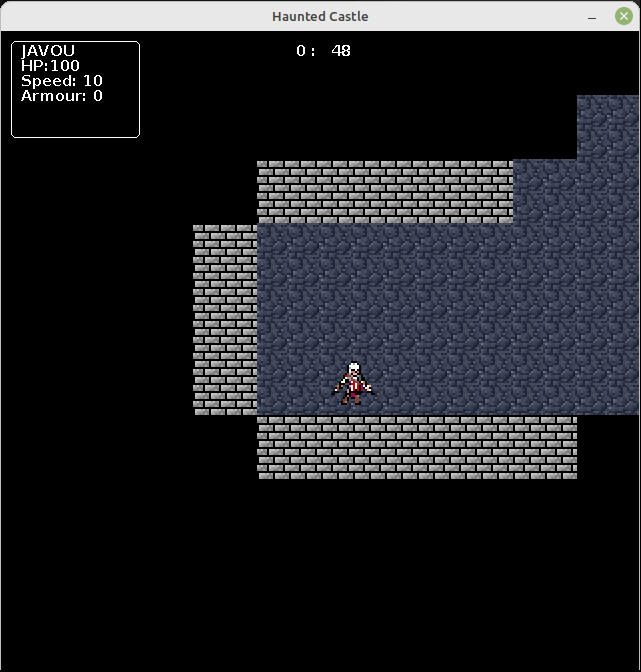 Haunted Castle
JAVOU
HP:100
Speed: 10
Armour: 0
0 : 48